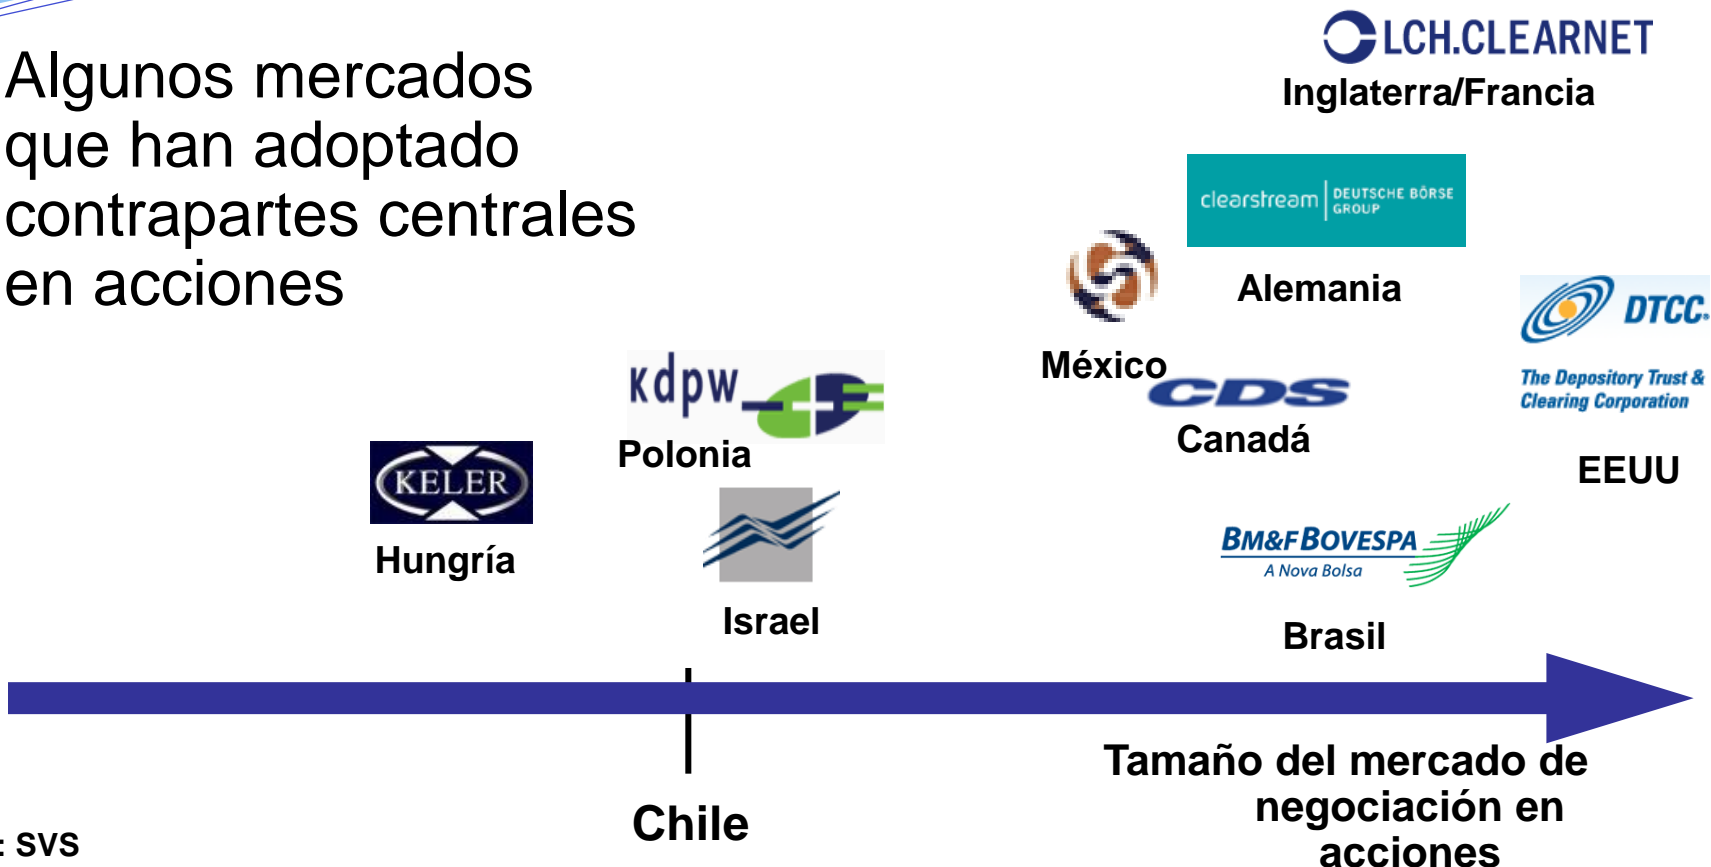 Algunos mercados
que han adoptado
contrapartes centrales
en acciones
LCH.CLEARNET
Inglaterra/Francia
clearstream
DEUTSCHE BÖRSE
GROUP
Alemania
México
DTCC.
The Depository Trust &
Clearing Corporation
EEUU
CDS
Canadá
kdpw
Polonia
KELER
Hungría
Israel
BM&FBOVESPA
A Nova Bolsa
Brasil
Tamaño del mercado de
negociación en
acciones
Chile
: SVS